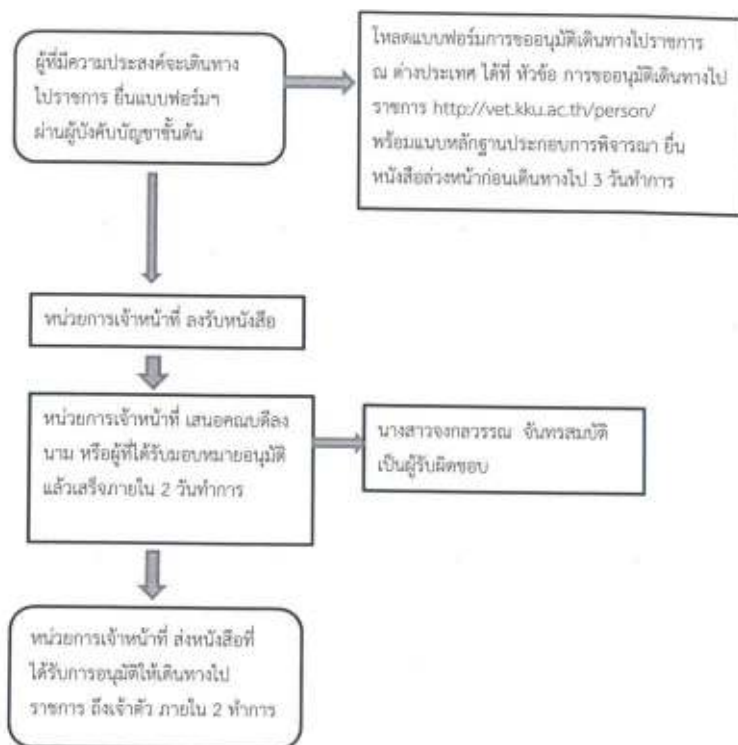 ผู้ที่มีความประสงค์จะเดินทาง
ไปราชการ ยื่นแบบฟอร์มฯ
ผ่านผู้บังคับบัญชาชั้นต้น
โหลดแบบฟอร์มการขออนุมัติเดินทางไปราชการ
ณ ต่างประเทศ ได้ที่ หัวข้อ การขออนุมัติเดินทางไป
ราชการ http://vet.kku.ac.th/person/
พร้อมแนบหลักฐานประกอบการพิจารณา ยื่น
หนังสือล่วงหน้าก่อนเดินทางไป 3 วันทำการ
หน่วยการเจ้าหน้าที่ ลงรับหนังสือ
หน่วยการเจ้าหน้าที่ เสนอคณบดีลง
นาม หรือผู้ที่ได้รับมอบหมายอนุมัติ
แล้วเสร็จภายใน 2 วันทำการ
นางสาวจงกลวรรณ จันทรสมบัติ
เป็นผู้รับผิดชอบ
หน่วยการเจ้าหน้าที่ ส่งหนังสือที่
ได้รับการอนุมัติให้เดินทางไป
ราชการ ถึงเจ้าตัว ภายใน 2 ทำการ